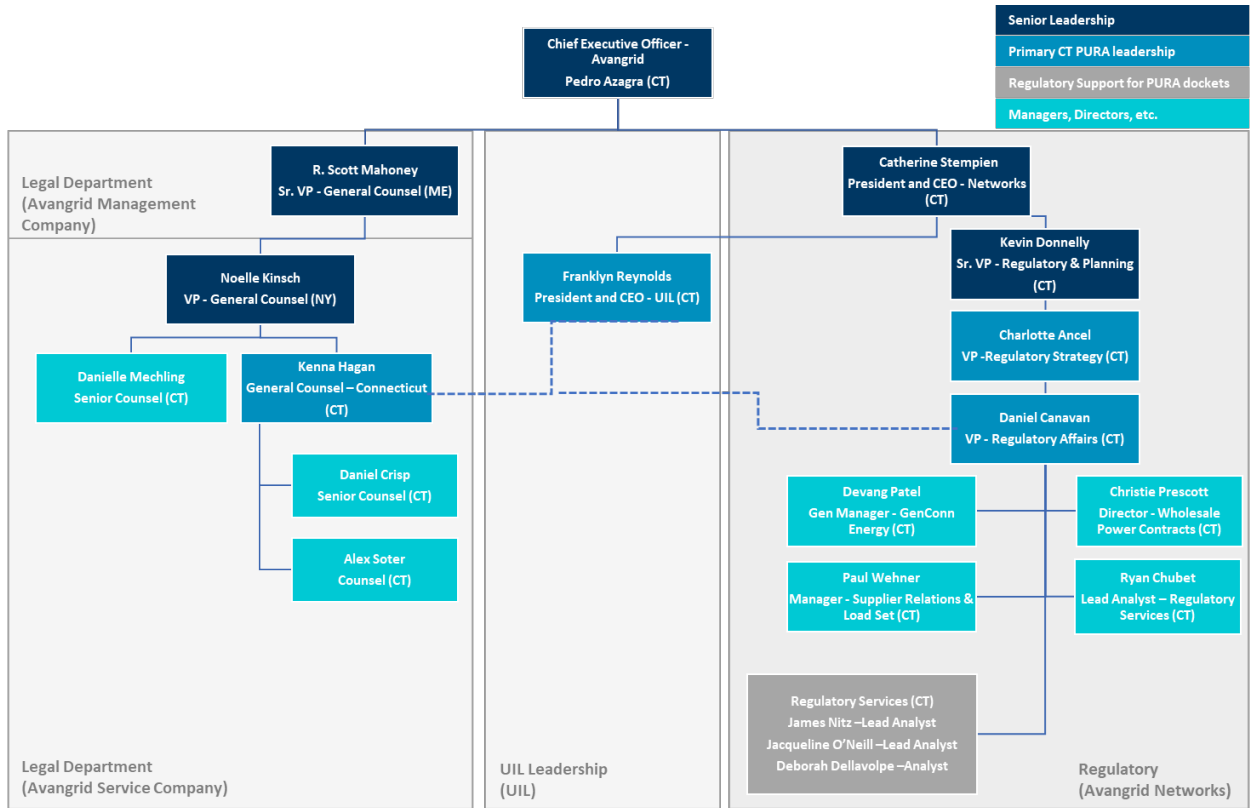 Senior Leadership
Primary CT PURA leadership
Regulatory Support for PURA dockets
Managers, Directors, etc.
Chief Executive Officer -
Avangrid
Pedro Azagra (CT)
Legal Department
(Avangrid Management
Company)
R. Scott Mahoney
Sr. VP - General Counsel (ME)
Catherine Stempien
President and CEO - Networks
(CT)
Noelle Kinsch
VP - General Counsel (NY)
Franklyn Reynolds
President and CEO - UIL (CT)
Kevin Donnelly
Sr. VP - Regulatory & Planning
(CT)
Charlotte Ancel
VP -Regulatory Strategy (CT)
Danielle Mechling
Senior Counsel (CT)
Kenna Hagan
General Counsel – Connecticut
(CT)
Daniel Canavan
VP - Regulatory Affairs (CT)
Daniel Crisp
Senior Counsel (CT)
Alex Soter
Counsel (CT)
Devang Patel
Gen Manager - GenConn
Energy (CT)
Christie Prescott
Director - Wholesale
Power Contracts (CT)
Paul Wehner
Manager - Supplier Relations &
Load Set (CT)
Ryan Chubet
Lead Analyst – Regulatory
Services (CT)
Regulatory Services (CT)
James Nitz –Lead Analyst
Jacqueline O’Neill –Lead Analyst
Deborah Dellavolpe –Analyst
Legal Department
(Avangrid Service Company)
UIL Leadership
(UIL)
Regulatory
(Avangrid Networks)